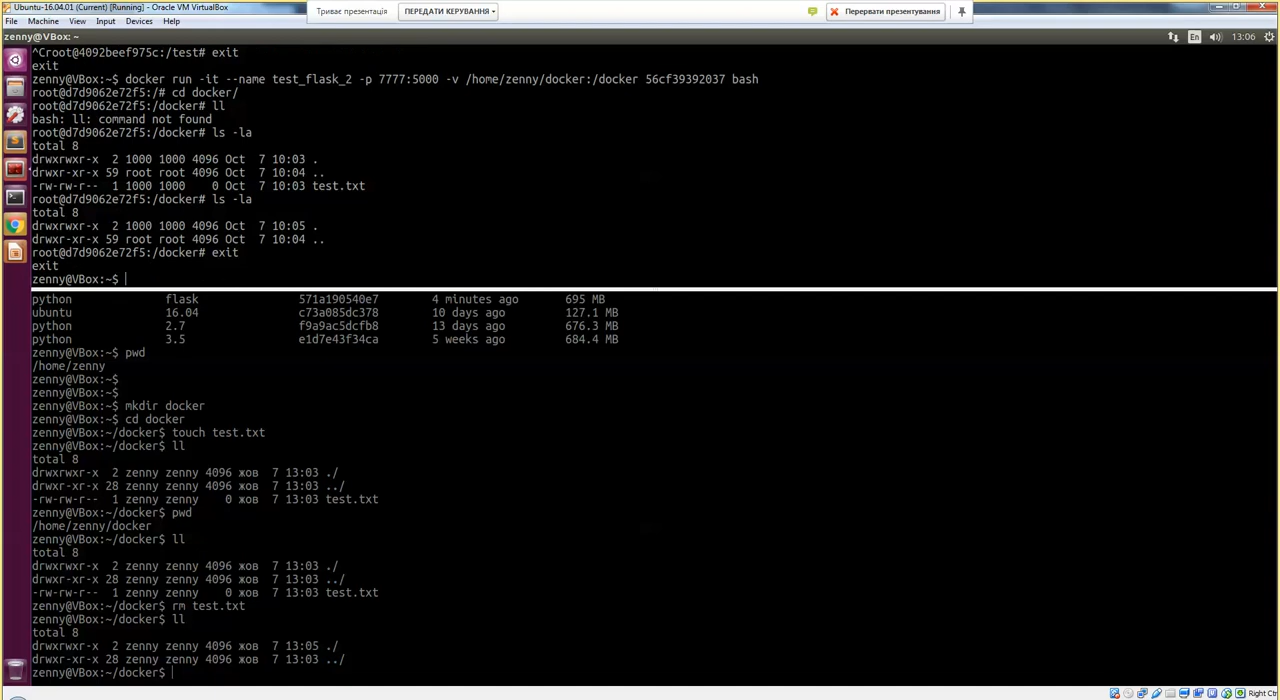 Ubuntu-16.04.01 (Current) [Running] - Oracle VM VirtualBox
Триває презентація
ПЕРЕДАТИ КЕРУВАННЯ
Перервати презентування
File Machine View Input Devices Help
zenny@VBox: ~
En
13:06
^Croot@4092beef975c:/test# exit
exit
zenny@VBox:~$ docker run -it --name test_flask_2 -p 7777:5000 -v /home/zenny/docker:/docker 56cf39392037 bash
root@d7d9062e72f5:/# cd docker/
root@d7d9062e72f5:/docker# ll
bash: ll: command not found
root@d7d9062e72f5:/docker# ls -la
total 8
drwxrwxr-x  2 1000 1000 4096 Oct  7 10:03 .
drwxr-xr-x 59 root root 4096 Oct  7 10:04 ..
-rw-rw-r--  1 1000 1000    0 Oct  7 10:03 test.txt
root@d7d9062e72f5:/docker# ls -la
total 8
drwxrwxr-x  2 1000 1000 4096 Oct  7 10:05 .
drwxr-xr-x 59 root root 4096 Oct  7 10:04 ..
root@d7d9062e72f5:/docker# exit
exit
zenny@VBox:~$
python flask 571a190540e7 4 minutes ago 695 MB
ubuntu 16.04 c73a085dc378 10 days ago 127.1 MB
python 2.7 f9a9ac5dcfb8 13 days ago 676.3 MB
python 3.5 e1d7e43f34ca 5 weeks ago 684.4 MB
zenny@VBox:~$ pwd
/home/zenny
zenny@VBox:~$
zenny@VBox:~$
zenny@VBox:~$ mkdir docker
zenny@VBox:~$ cd docker
zenny@VBox:~/docker$ touch test.txt
zenny@VBox:~/docker$ ll
total 8
drwxrwxr-x  2 zenny zenny 4096 жов  7 13:03 ./
drwxr-xr-x 28 zenny zenny 4096 жов  7 13:03 ../
-rw-rw-r--  1 zenny zenny    0 жов  7 13:03 test.txt
zenny@VBox:~/docker$ pwd
/home/zenny/docker
zenny@VBox:~/docker$ ll
total 8
drwxrwxr-x  2 zenny zenny 4096 жов  7 13:03 ./
drwxr-xr-x 28 zenny zenny 4096 жов  7 13:03 ../
-rw-rw-r--  1 zenny zenny    0 жов  7 13:03 test.txt
zenny@VBox:~/docker$ rm test.txt
zenny@VBox:~/docker$ ll
total 8
drwxrwxr-x  2 zenny zenny 4096 жов  7 13:05 ./
drwxr-xr-x 28 zenny zenny 4096 жов  7 13:03 ../
zenny@VBox:~/docker$
Right Ctr